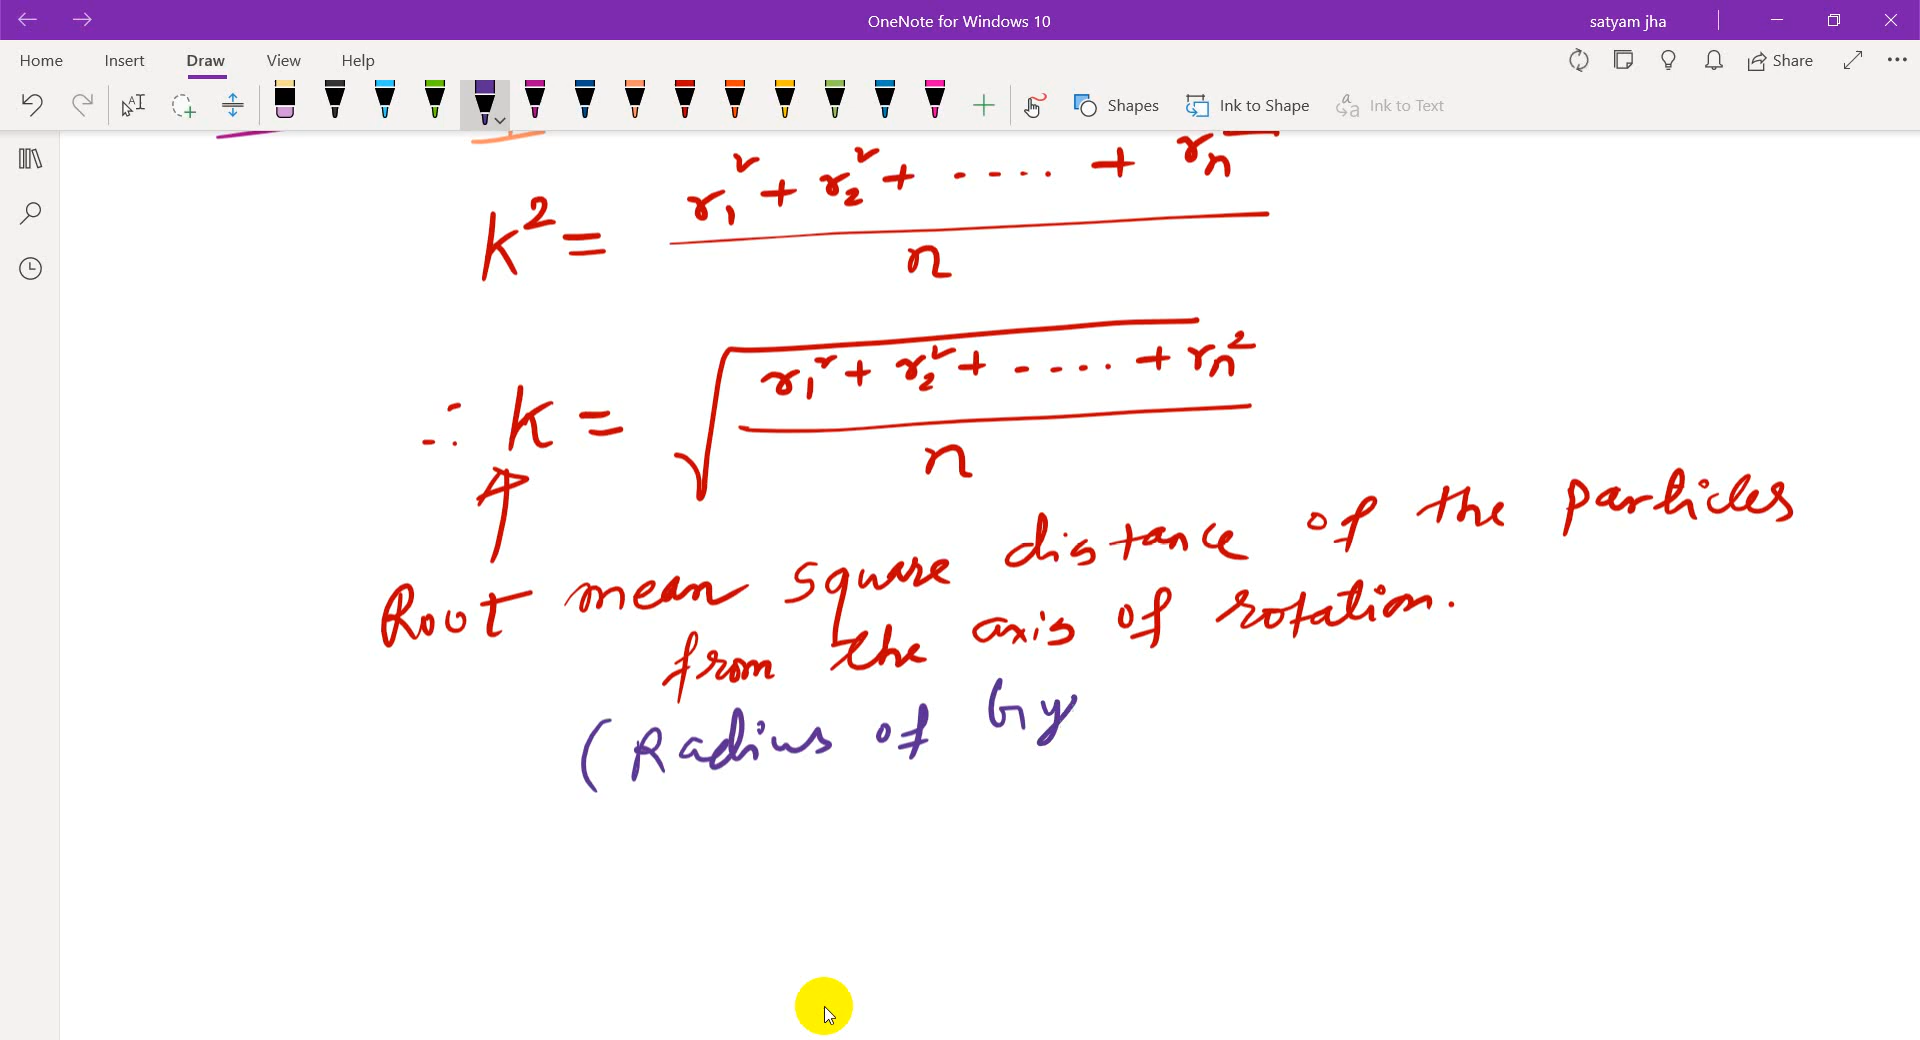 OneNote for Windows 10
satyam jha
Home Insert Draw View Help
Share
Shapes Ink to Shape Ink to Text
K² = r₁² + r₂² + ..... + rₙ² / n
∴ K = √(r₁² + r₂² + ..... + rₙ² / n)
Root mean square distance of the particles
from the axis of rotation.
(Radius of Gy